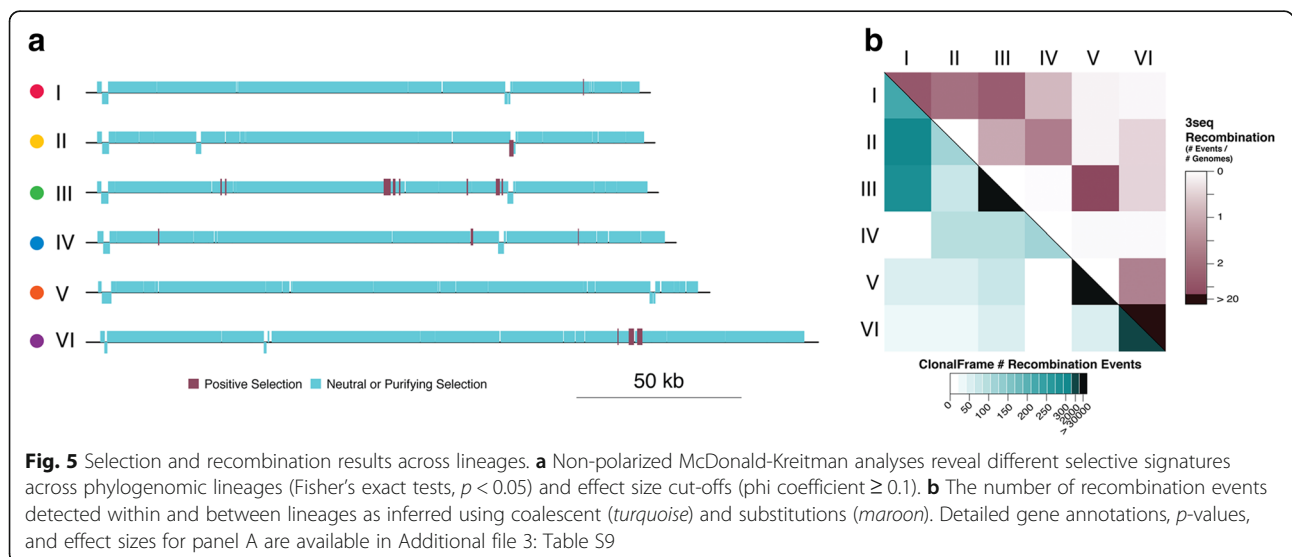 a
I
II
III
IV
V
VI
Positive Selection
Neutral or Purifying Selection
50 kb
b
I II III IV V VI
I
II
III
IV
V
VI
3seq
Recombination
(# Events /
# Genomes)
0
1
2
> 20
ClonalFrame # Recombination Events
0 50 100 150 200 250 300 2000 > 30000
Fig. 5 Selection and recombination results across lineages. a Non-polarized McDonald-Kreitman analyses reveal different selective signatures
across phylogenomic lineages (Fisher's exact tests, p < 0.05) and effect size cut-offs (phi coefficient ≥ 0.1). b The number of recombination events
detected within and between lineages as inferred using coalescent (turquoise) and substitutions (maroon). Detailed gene annotations, p-values,
and effect sizes for panel A are available in Additional file 3: Table S9